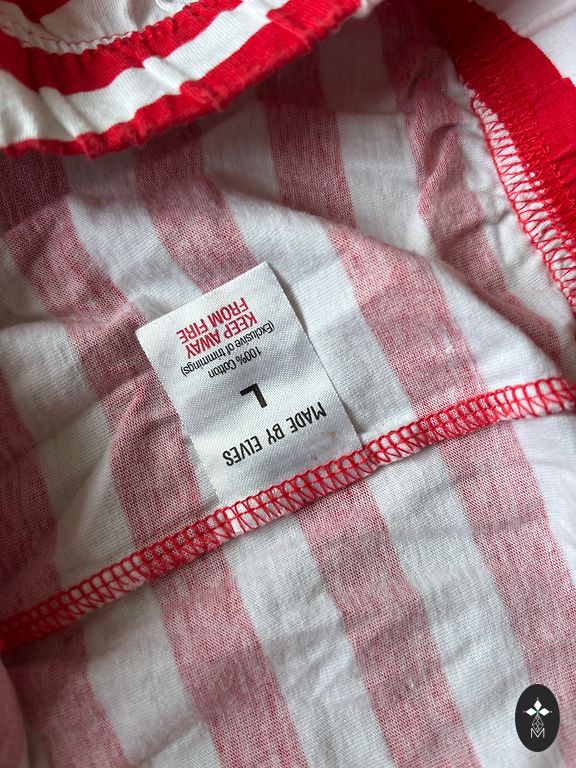 MADE BY ELVES
L
100% Cotton
(Exclusive of trimmings)
KEEP AWAY
FROM FIRE